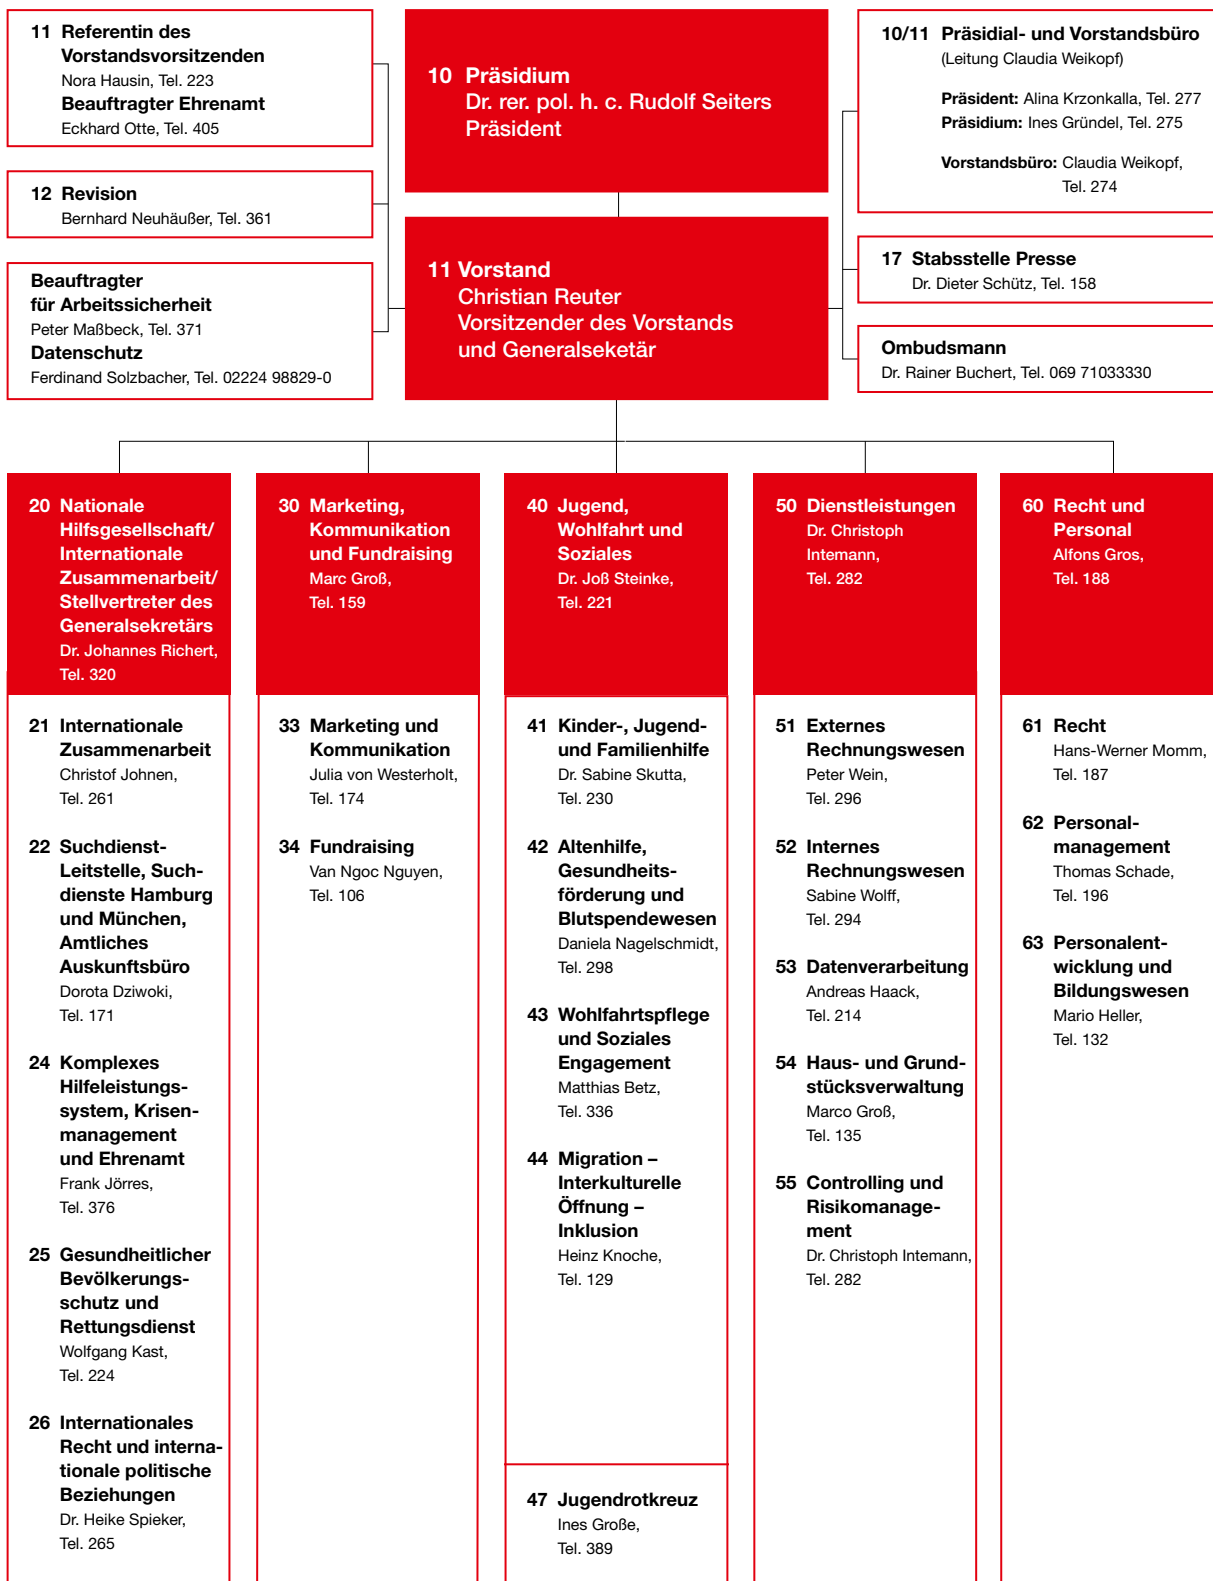 11 Referentin des
Vorstandsvorsitzenden
Nora Hausin, Tel. 223
Beauftragter Ehrenamt
Eckhard Otte, Tel. 405
12 Revision
Bernhard Neuhäußer, Tel. 361
Beauftragter
für Arbeitssicherheit
Peter Maßbeck, Tel. 371
Datenschutz
Ferdinand Solzbacher, Tel. 02224 98829-0
10 Präsidium
Dr. rer. pol. h. c. Rudolf Seiters
Präsident
11 Vorstand
Christian Reuter
Vorsitzender des Vorstands
und Generalseketär
10/11 Präsidial- und Vorstandsbüro
(Leitung Claudia Weikopf)
Präsident: Alina Krzonkalla, Tel. 277
Präsidium: Ines Gründel, Tel. 275
Vorstandsbüro: Claudia Weikopf,
Tel. 274
17 Stabsstelle Presse
Dr. Dieter Schütz, Tel. 158
Ombudsmann
Dr. Rainer Buchert, Tel. 069 71033330
20 Nationale
Hilfsgesellschaft/
Internationale
Zusammenarbeit/
Stellvertreter des
Generalsekretärs
Dr. Johannes Richert,
Tel. 320
21 Internationale
Zusammenarbeit
Christof Johnen,
Tel. 261
22 Suchdienst-
Leitstelle, Such-
dienste Hamburg
und München,
Amtliches
Auskunftsbüro
Dorota Dziwoki,
Tel. 171
24 Komplexes
Hilfeleistungs-
system, Krisen-
management
und Ehrenamt
Frank Jörres,
Tel. 376
25 Gesundheitlicher
Bevölkerungs-
schutz und
Rettungsdienst
Wolfgang Kast,
Tel. 224
26 Internationales
Recht und interna-
tionale politische
Beziehungen
Dr. Heike Spieker,
Tel. 265
30 Marketing,
Kommunikation
und Fundraising
Marc Groß,
Tel. 159
33 Marketing und
Kommunikation
Julia von Westerholt,
Tel. 174
34 Fundraising
Van Ngoc Nguyen,
Tel. 106
40 Jugend,
Wohlfahrt und
Soziales
Dr. Joß Steinke,
Tel. 221
41 Kinder-, Jugend-
und Familienhilfe
Dr. Sabine Skutta,
Tel. 230
42 Altenhilfe,
Gesundheits-
förderung und
Blutspendewesen
Daniela Nagelschmidt,
Tel. 298
43 Wohlfahrtspflege
und Soziales
Engagement
Matthias Betz,
Tel. 336
44 Migration –
Interkulturelle
Öffnung –
Inklusion
Heinz Knoche,
Tel. 129
47 Jugendrotkreuz
Ines Große,
Tel. 389
50 Dienstleistungen
Dr. Christoph
Intemann,
Tel. 282
51 Externes
Rechnungswesen
Peter Wein,
Tel. 296
52 Internes
Rechnungswesen
Sabine Wolff,
Tel. 294
53 Datenverarbeitung
Andreas Haack,
Tel. 214
54 Haus- und Grund-
stücksverwaltung
Marco Groß,
Tel. 135
55 Controlling und
Risikomanage-
ment
Dr. Christoph Intemann,
Tel. 282
60 Recht und
Personal
Alfons Gros,
Tel. 188
61 Recht
Hans-Werner Momm,
Tel. 187
62 Personal-
management
Thomas Schade,
Tel. 196
63 Personalent-
wicklung und
Bildungswesen
Mario Heller,
Tel. 132